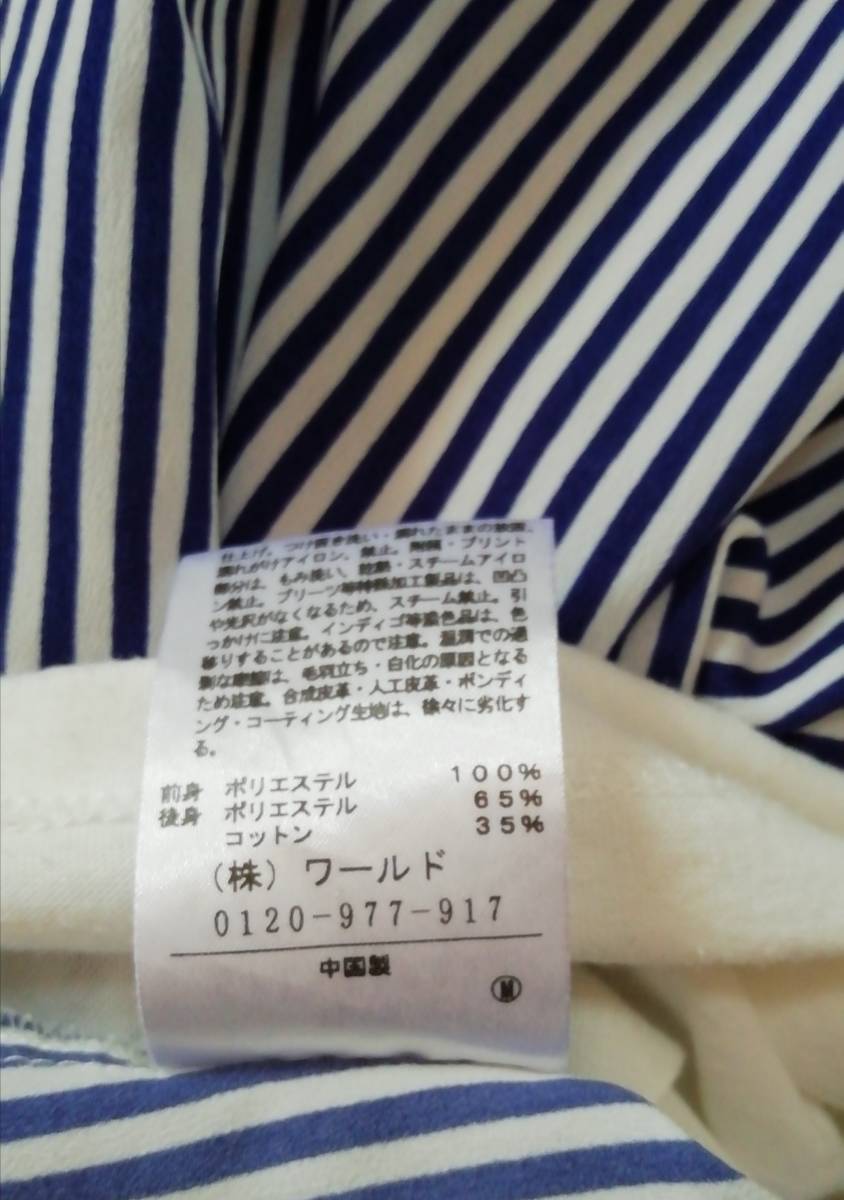 仕上げ。つけ置き洗い・濡れたままの放置、
濡れがけアイロン、禁止。刺繍・プリント
部分は、もみ洗い、乾熱・スチームアイロ
ン禁止。プリーツ等特殊加工製品は、凹凸
や光沢がなくなるため、スチーム禁止。引
っかけに注意。インディゴ等濃色品は、色
移りすることがあるので注意。湿潤での過
剰な摩擦は、毛羽立ち・白化の原因となる
ため注意。合成皮革・人工皮革・ボンディ
ング・コーティング生地は、徐々に劣化す
る。
前身 ポリエステル 100%
後身 ポリエステル 65%
コットン 35%
(株) ワールド
0120-977-917
中国製
Ⓜ